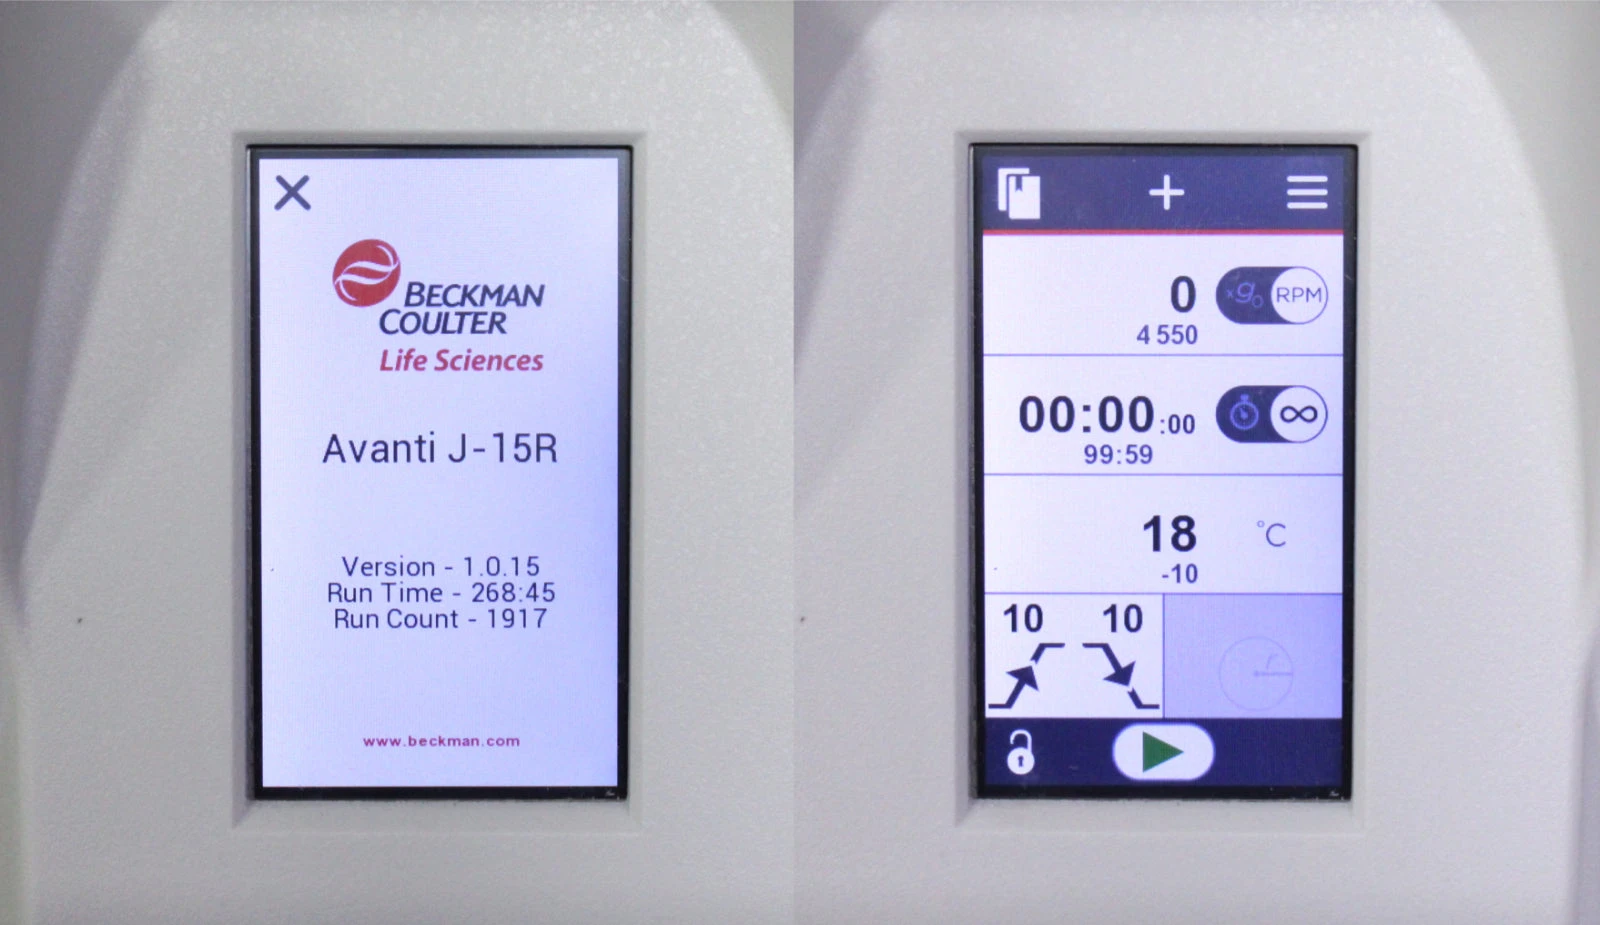 BECKMAN
COULTER
Life Sciences
Avanti J-15R
Version - 1.0.15
Run Time - 268:45
Run Count - 1917
www.beckman.com
0
xg
RPM
4 550
00:00:00
∞
99:59
18 °C
-10
10 10
r